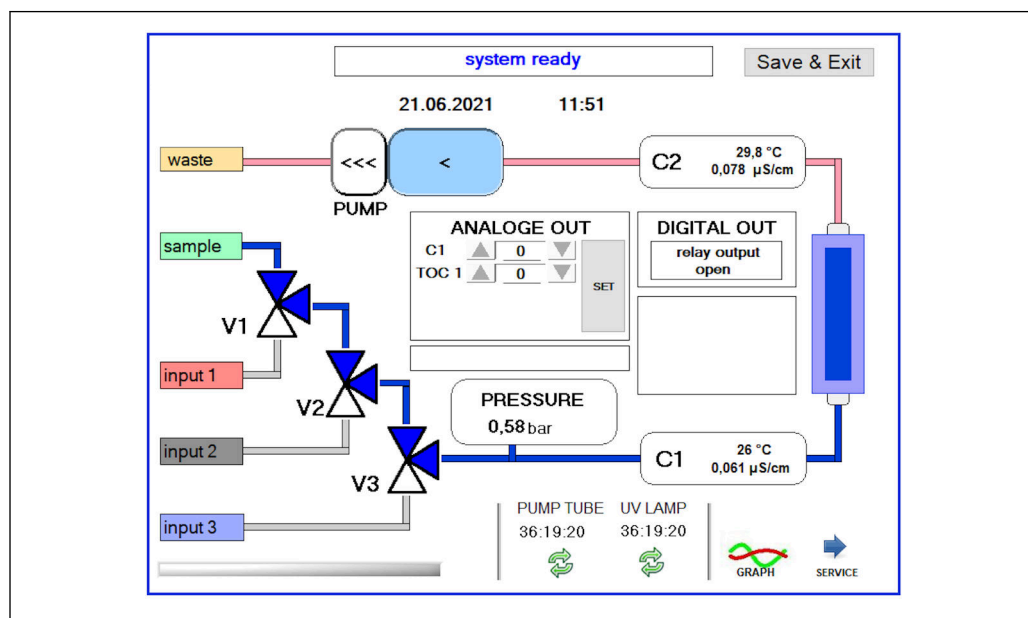 system ready
Save & Exit
21.06.2021 11:51
waste
<<<
<
C2
29,8 °C
0,078 µS/cm
PUMP
sample
ANALOGE OUT
C1 0
TOC 1 0
SET
DIGITAL OUT
relay output
open
V1
input 1
V2
PRESSURE
0,58 bar
input 2
V3
C1
26 °C
0,061 µS/cm
input 3
PUMP TUBE UV LAMP
36:19:20 36:19:20
GRAPH
SERVICE